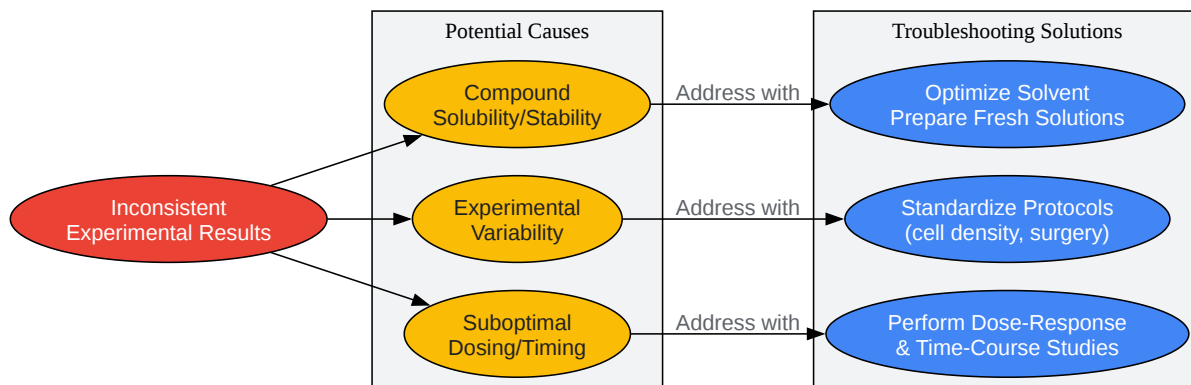 Potential Causes
Troubleshooting Solutions
Compound
Solubility/Stability
Address with
Optimize Solvent
Prepare Fresh Solutions
Inconsistent
Experimental Results
Experimental
Variability
Address with
Standardize Protocols
(cell density, surgery)
Suboptimal
Dosing/Timing
Address with
Perform Dose-Response
& Time-Course Studies